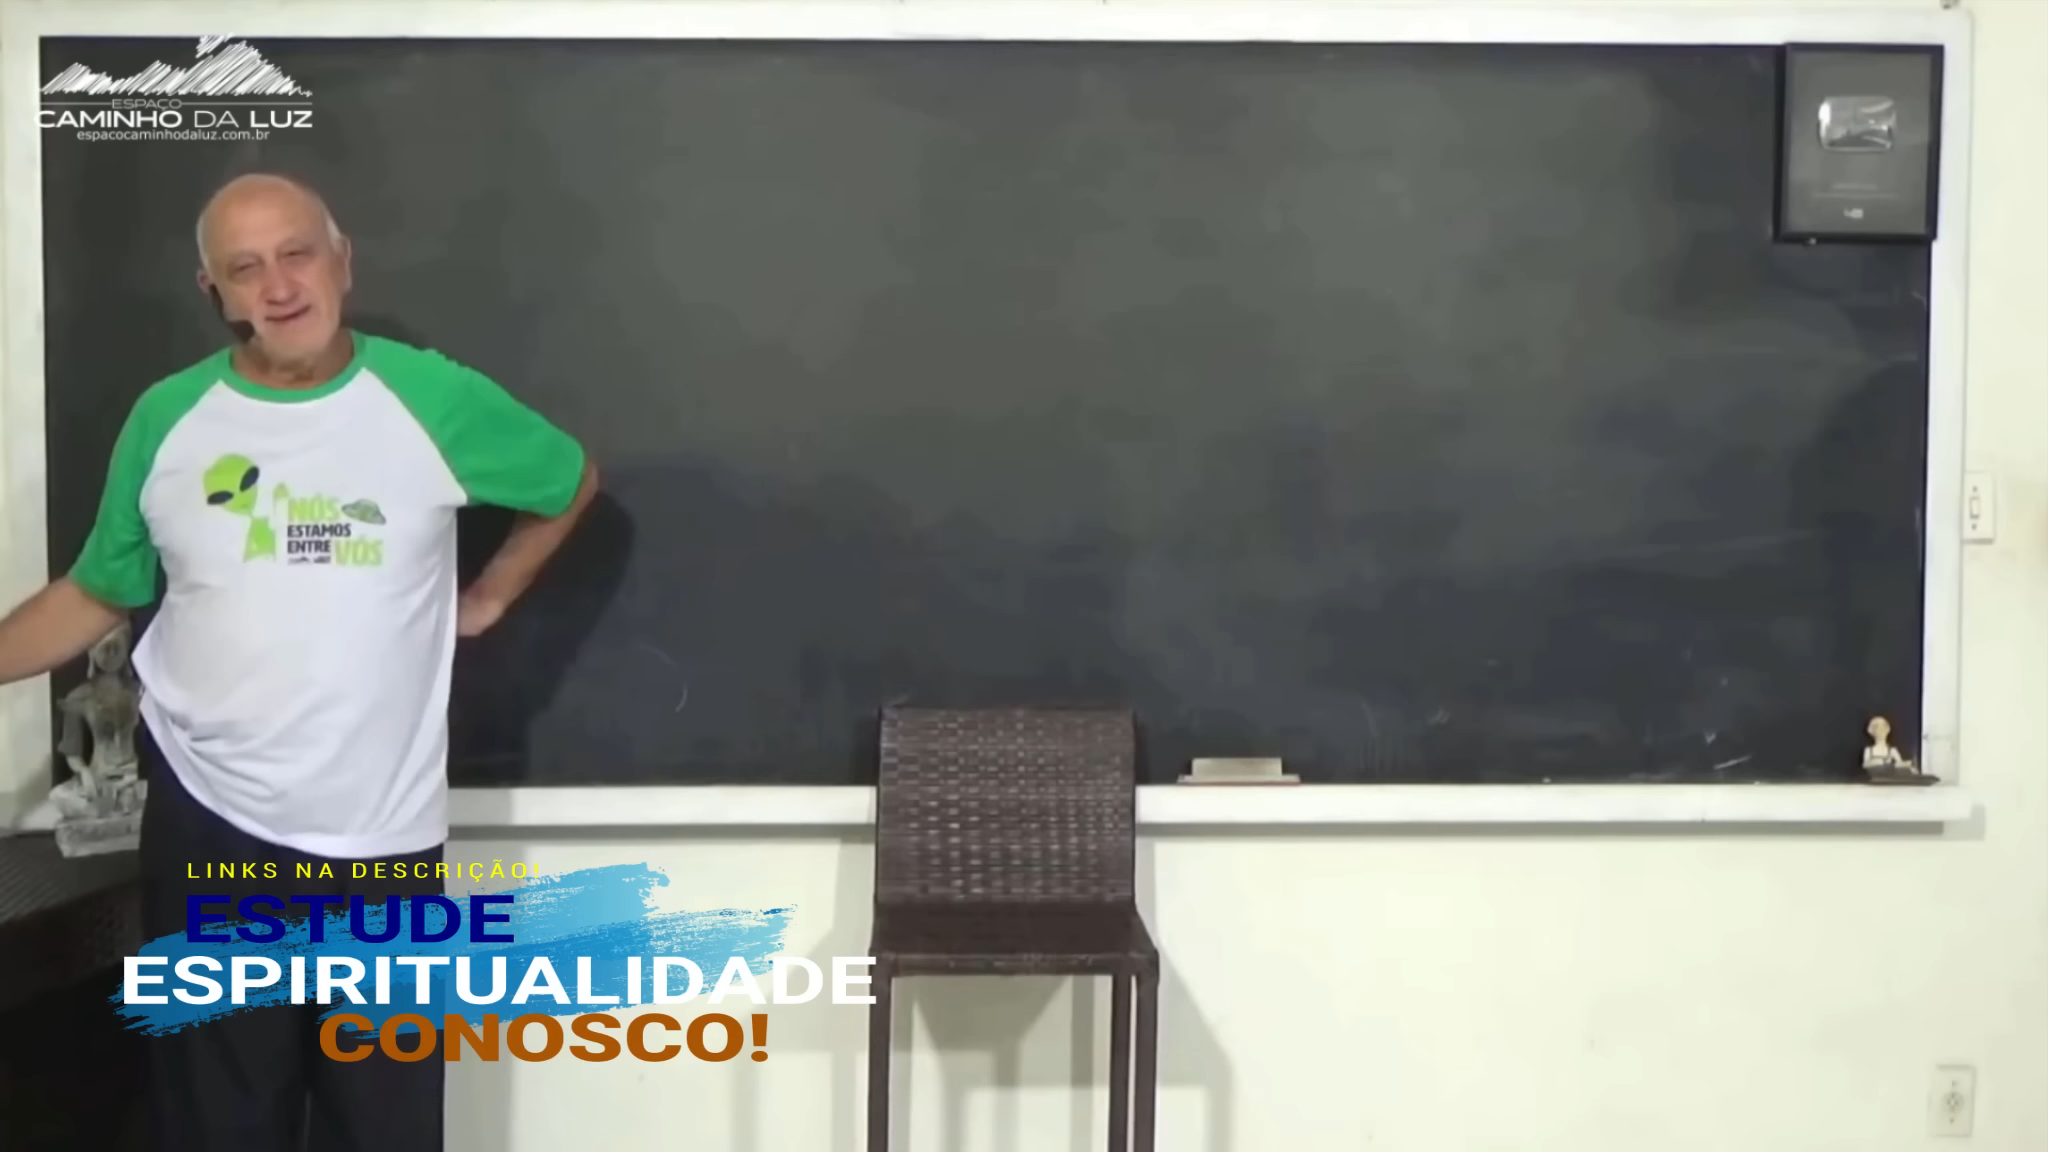 ESPAÇO
CAMINHO DA LUZ
espacocaminhodaluz.com.br
NÓS
ESTAMOS
ENTRE VÓS
LINKS NA DESCRIÇÃO!
ESTUDE
ESPIRITUALIDADE
CONOSCO!